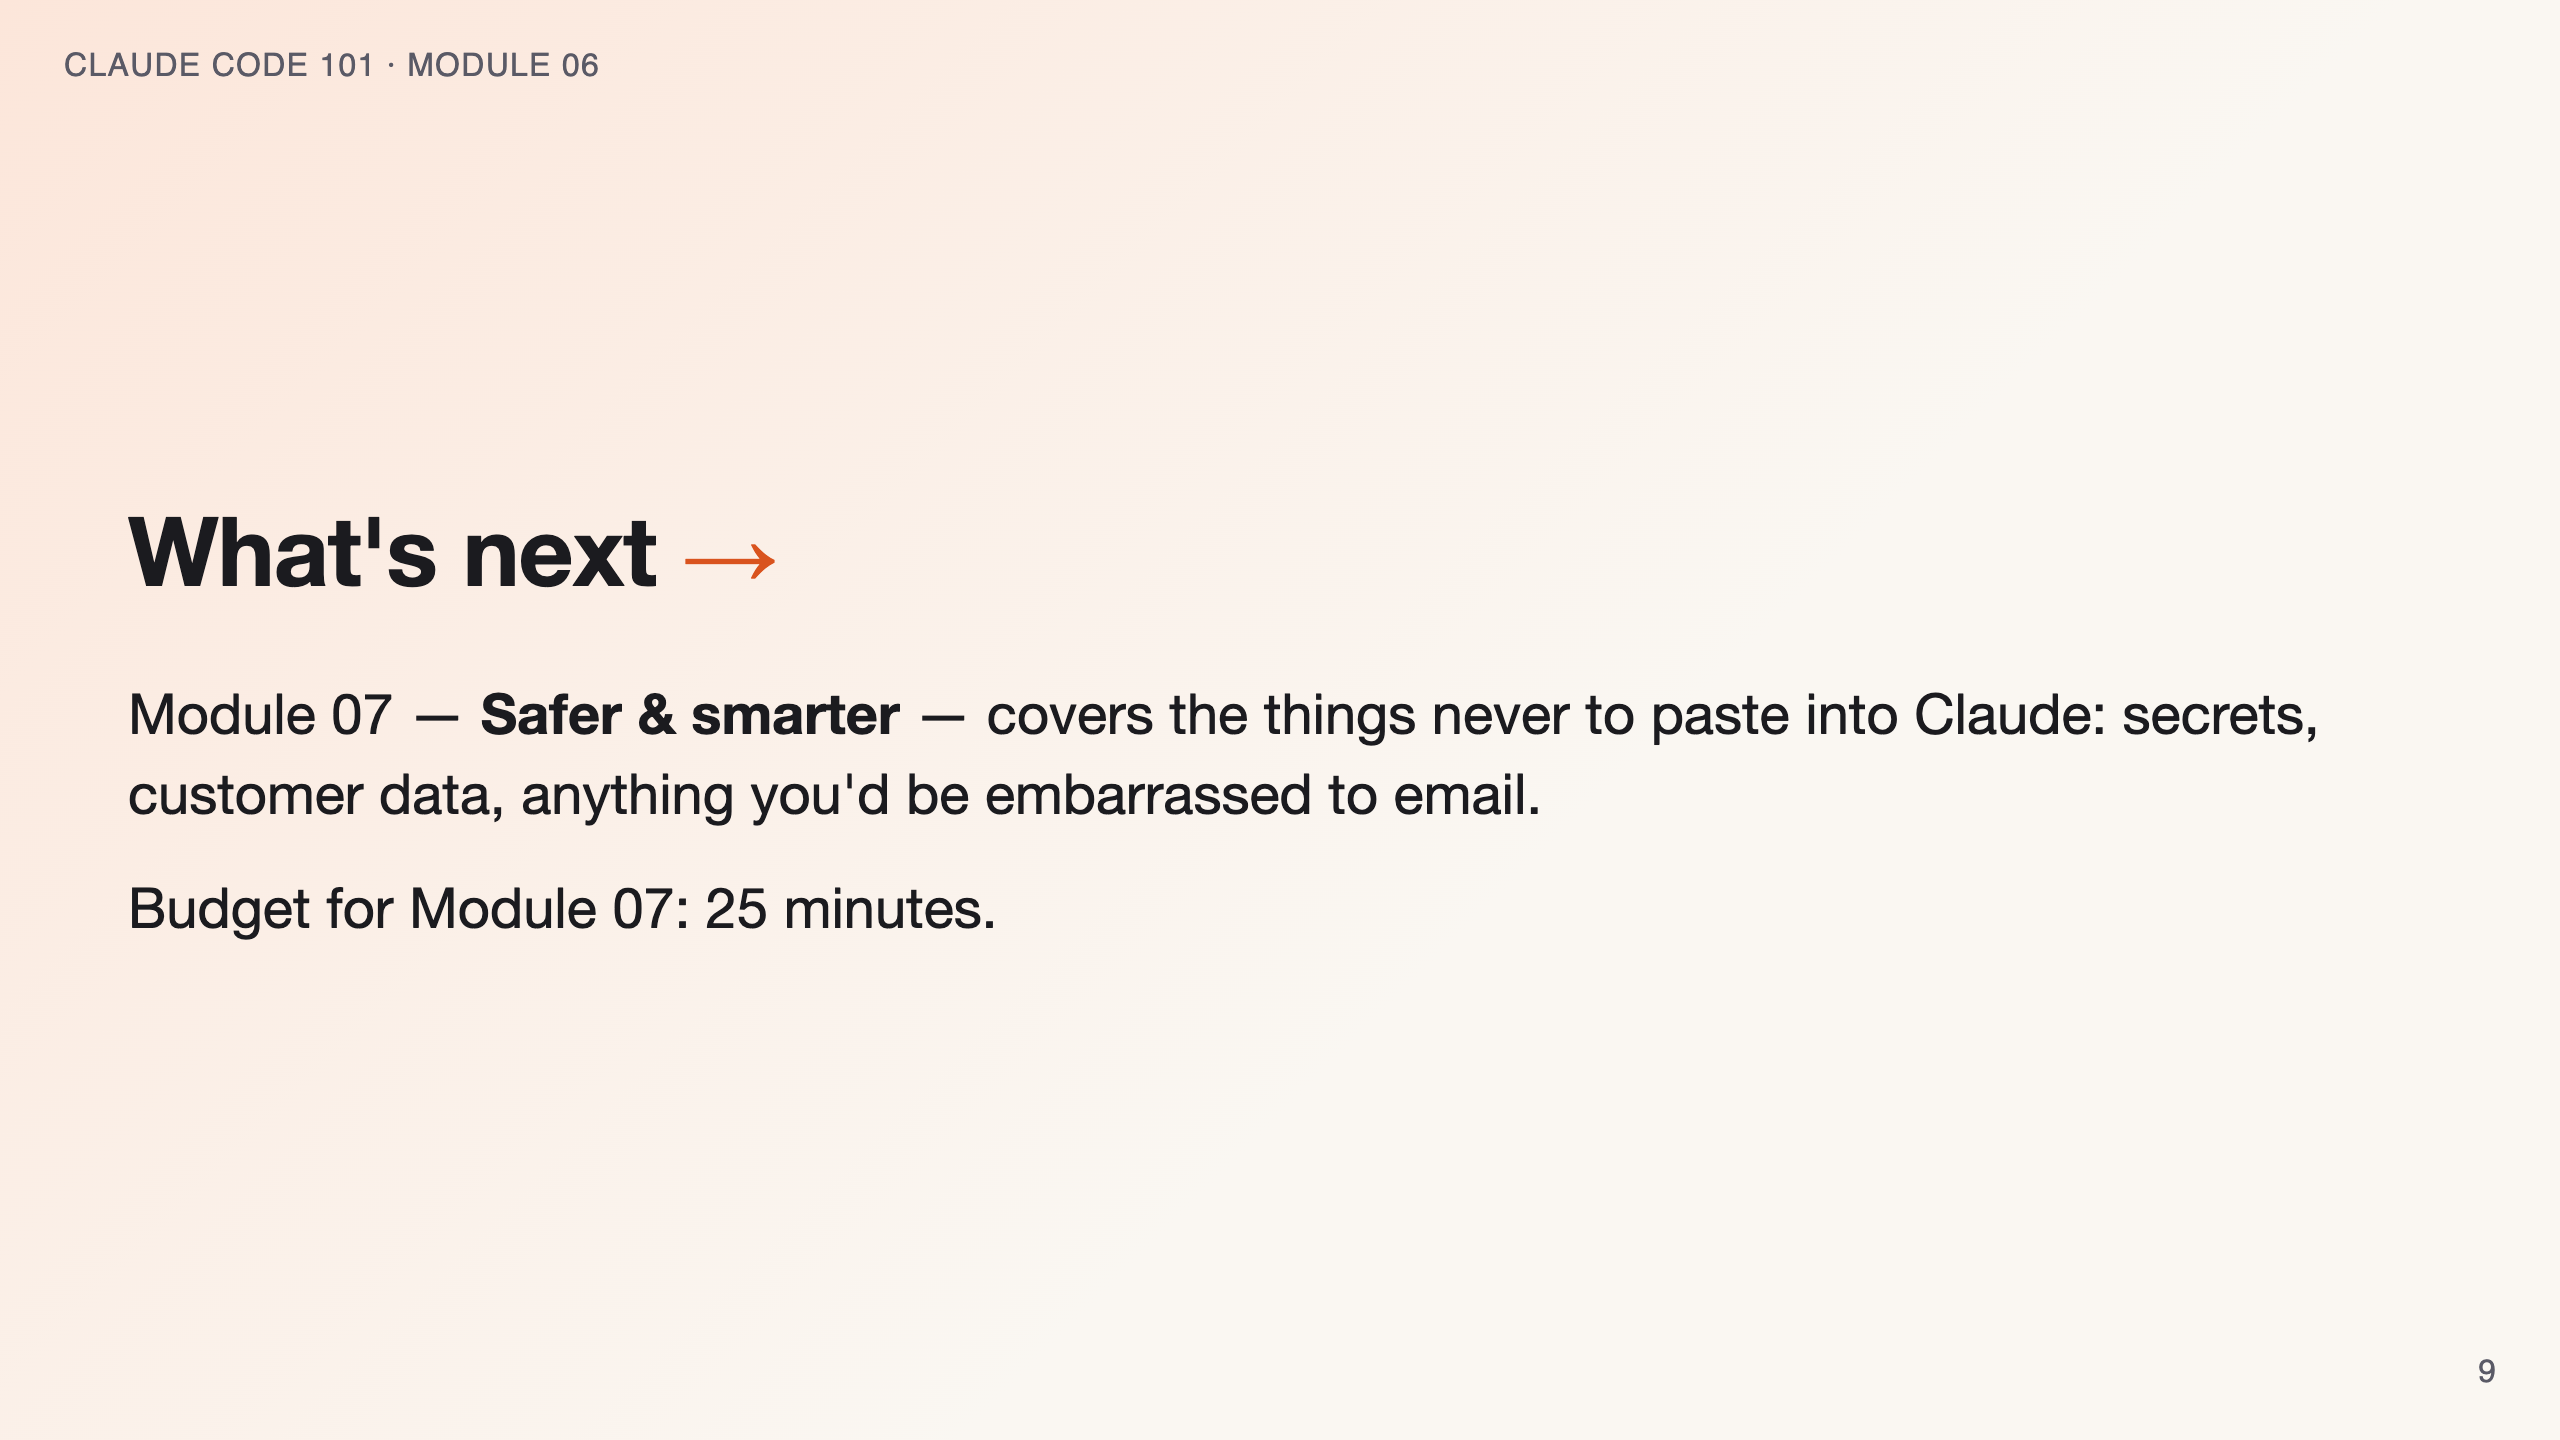 CLAUDE CODE 101 · MODULE 06
What's next →
Module 07 — Safer & smarter — covers the things never to paste into Claude: secrets,
customer data, anything you'd be embarrassed to email.
Budget for Module 07: 25 minutes.
9